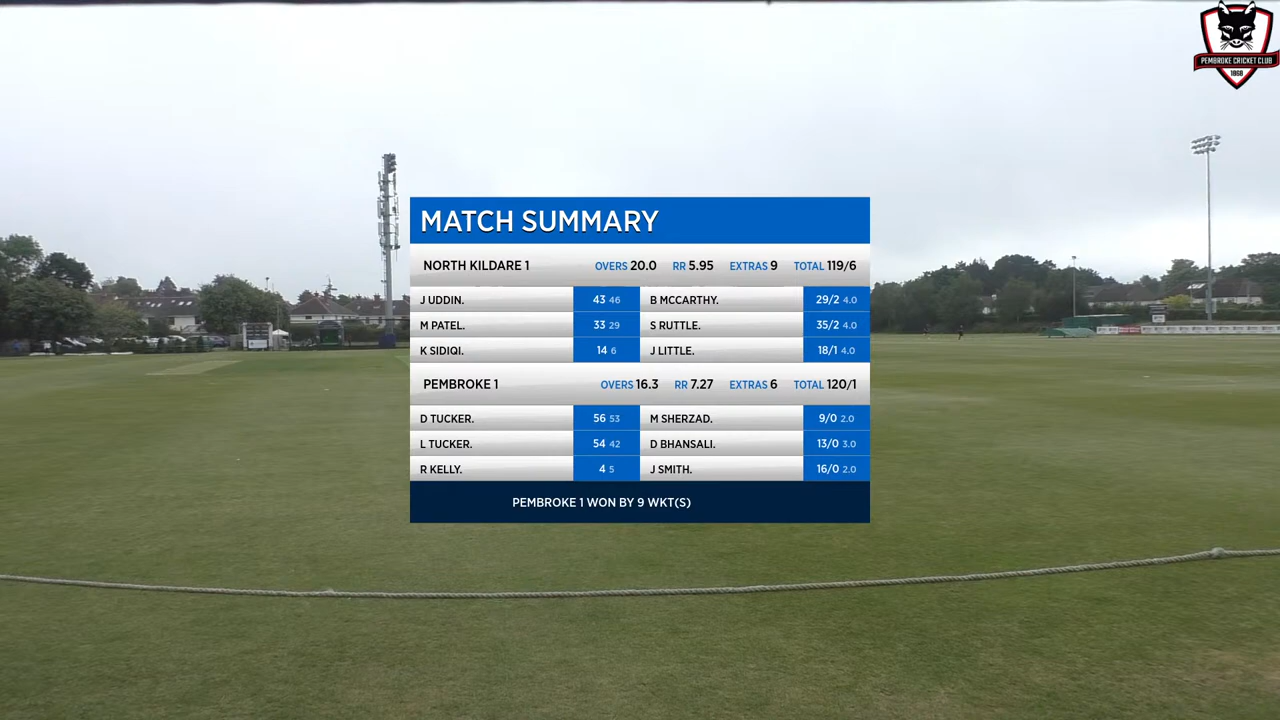 PEMBROKE CRICKET CLUB
1868
MATCH SUMMARY
NORTH KILDARE 1 OVERS 20.0 RR 5.95 EXTRAS 9 TOTAL 119/6
J UDDIN. 43 46 B MCCARTHY. 29/2 4.0
M PATEL. 33 29 S RUTTLE. 35/2 4.0
K SIDIQI. 14 6 J LITTLE. 18/1 4.0
PEMBROKE 1 OVERS 16.3 RR 7.27 EXTRAS 6 TOTAL 120/1
D TUCKER. 56 53 M SHERZAD. 9/0 2.0
L TUCKER. 54 42 D BHANSALI. 13/0 3.0
R KELLY. 4 5 J SMITH. 16/0 2.0
PEMBROKE 1 WON BY 9 WKT(S)